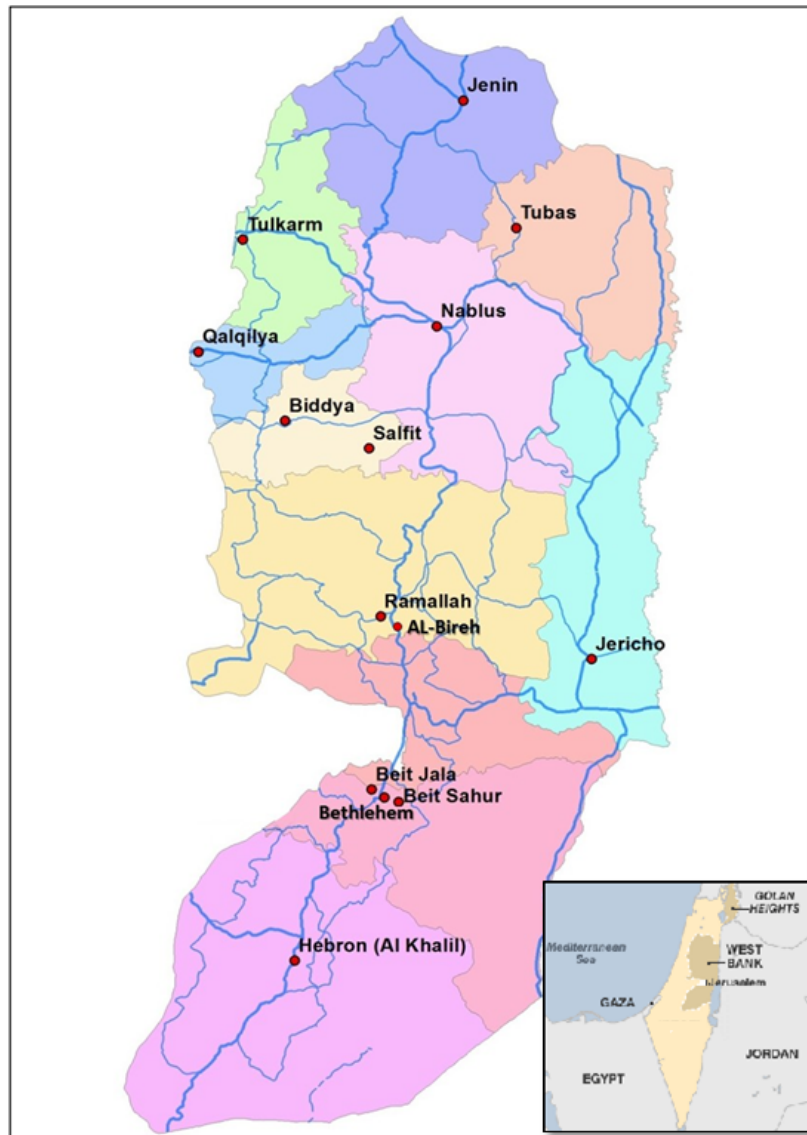 Jenin
Tubas
Tulkarm
Nablus
Qalqilya
Biddya
Salfit
Ramallah
AL-Bireh
Jericho
Beit Jala
Beit Sahur
Bethlehem
Hebron (Al Khalil)
GOLAN
HEIGHTS
Mediterranean
Sea
WEST
BANK
Jerusalem
GAZA
JORDAN
EGYPT